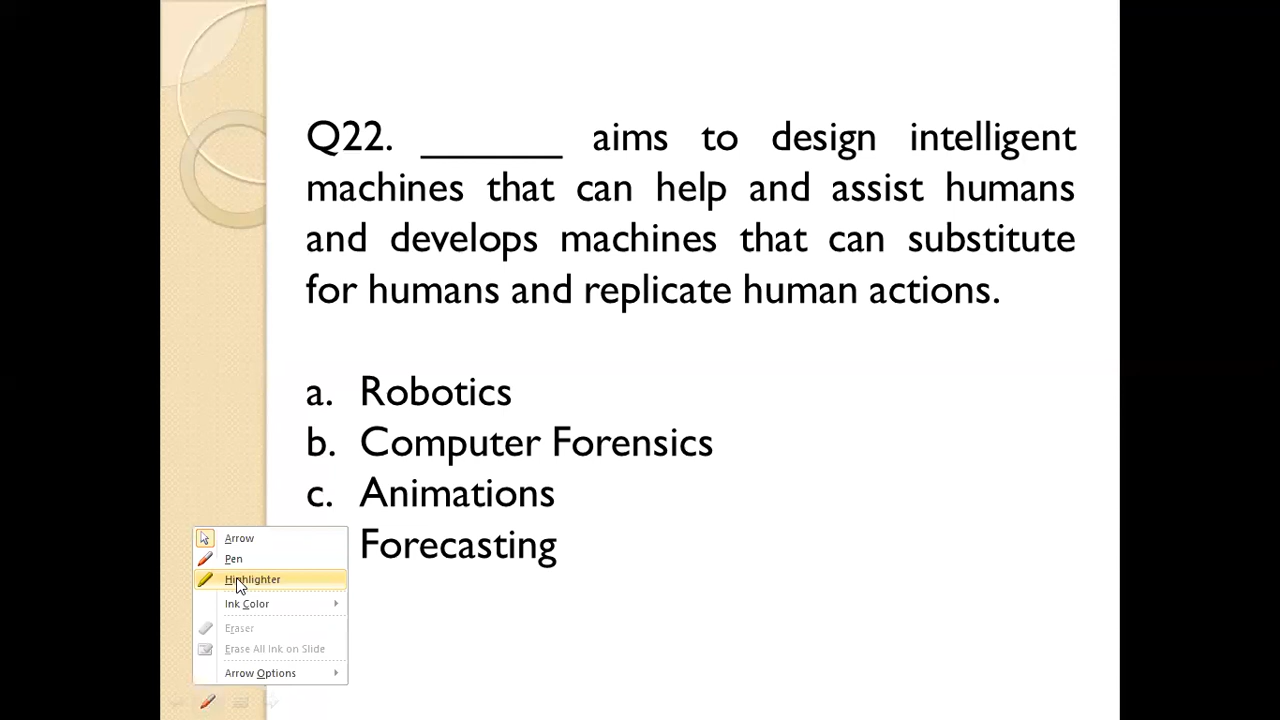 Q22. _______ aims to design intelligent
machines that can help and assist humans
and develops machines that can substitute
for humans and replicate human actions.
a. Robotics
b. Computer Forensics
c. Animations
Forecasting
Arrow
Pen
Highlighter
Ink Color
Eraser
Erase All Ink on Slide
Arrow Options